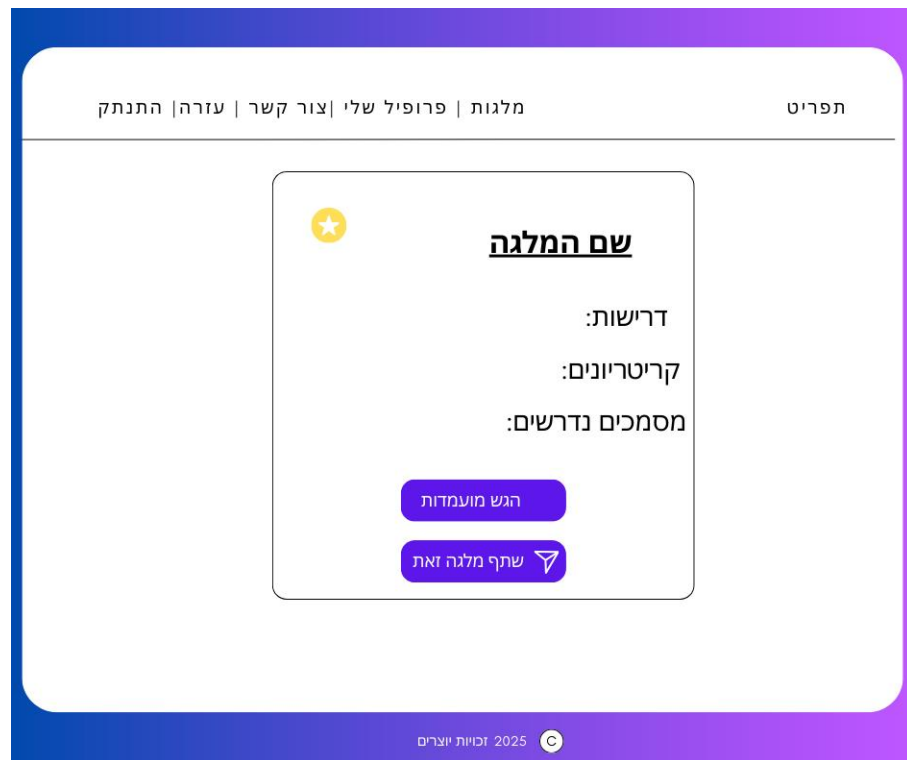 תפריט
מלגות | פרופיל שלי |צור קשר | עזרה| התנתק
שם המלגה
דרישות:
קריטריונים:
מסמכים נדרשים:
הגש מועמדות
שתף מלגה זאת
© 2025 זכויות יוצרים